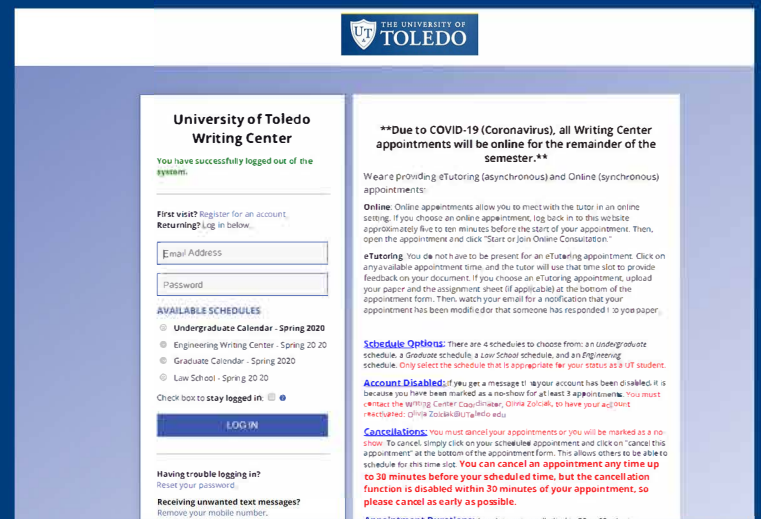 THE UNIVERSITY OF
UT TOLEDO
University of Toledo
Writing Center
You have successfully logged out of the
system.
First visit? Register for an account.
Returning? Log in below.
Email Address
Password
AVAILABLE SCHEDULES
Undergraduate Calendar - Spring 2020
Engineering Writing Center - Spring 20 20
Graduate Calendar - Spring 2020
Law School - Spring 20 20
Check box to stay logged in:
LOG IN
Having trouble logging in?
Reset your password.
Receiving unwanted text messages?
Remove your mobile number.
**Due to COVID-19 (Coronavirus), all Writing Center
appointments will be online for the remainder of the
semester.**
We are providing eTutoring (asynchronous) and Online (synchronous)
appointments:
Online: Online appointments allow you to meet with the tutor in an online
setting. If you choose an online appointment, log back in to this website
approximately five to ten minutes before the start of your appointment. Then,
open the appointment and click "Start or Join Online Consultation."
eTutoring. You do not have to be present for an eTutoring appointment. Click on
any available appointment time, and the tutor will use that time slot to provide
feedback on your document. If you choose an eTutoring appointment, upload
your paper and the assignment sheet (if applicable) at the bottom of the
appointment form. Then, watch your email for a notification that your
appointment has been modified or that someone has responded to you paper.
Schedule Options: There are 4 schedules to choose from; an Undergraduate
schedule, a Graduate schedule, a Law School schedule, and an Engineering
schedule. Only select the schedule that is appropriate for your status as a UT student.
Account Disabled: If you get a message your account has been disabled, it is
because you have been marked as a no-show for at least 3 appointments. You must
contact the Writing Center Coordinator, Olivia Zolciak, to have your account
reactivated: Olivia.Zolciak@UToledo.edu
Cancellations: You must cancel your appointments or you will be marked as a no-
show. To cancel, simply click on your scheduled appointment and click on "cancel this
appointment" at the bottom of the appointment form. This allows others to be able to
schedule for this time slot. You can cancel an appointment any time up
to 30 minutes before your scheduled time, but the cancellation
function is disabled within 30 minutes of your appointment, so
please cancel as early as possible.